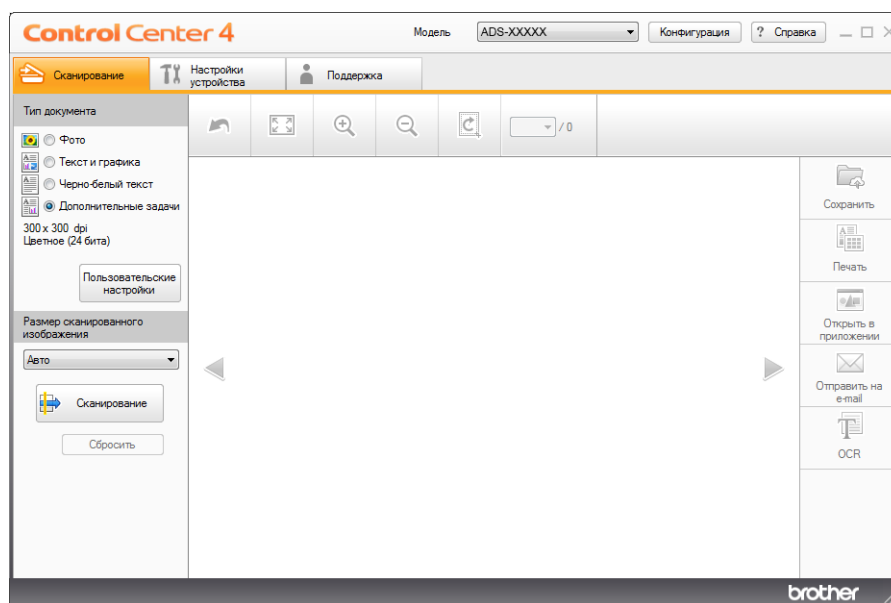 Control Center 4
Модель
ADS-XXXXX
Конфигурация
? Справка
Сканирование
Настройки
устройства
Поддержка
Тип документа
Фото
Текст и графика
Черно-белый текст
Дополнительные задачи
300 x 300 dpi
Цветное (24 бита)
Пользовательские
настройки
Размер сканированного
изображения
Авто
Сканирование
Сбросить
/ 0
Сохранить
Печать
Открыть в
приложении
Отправить на
e-mail
OCR
brother